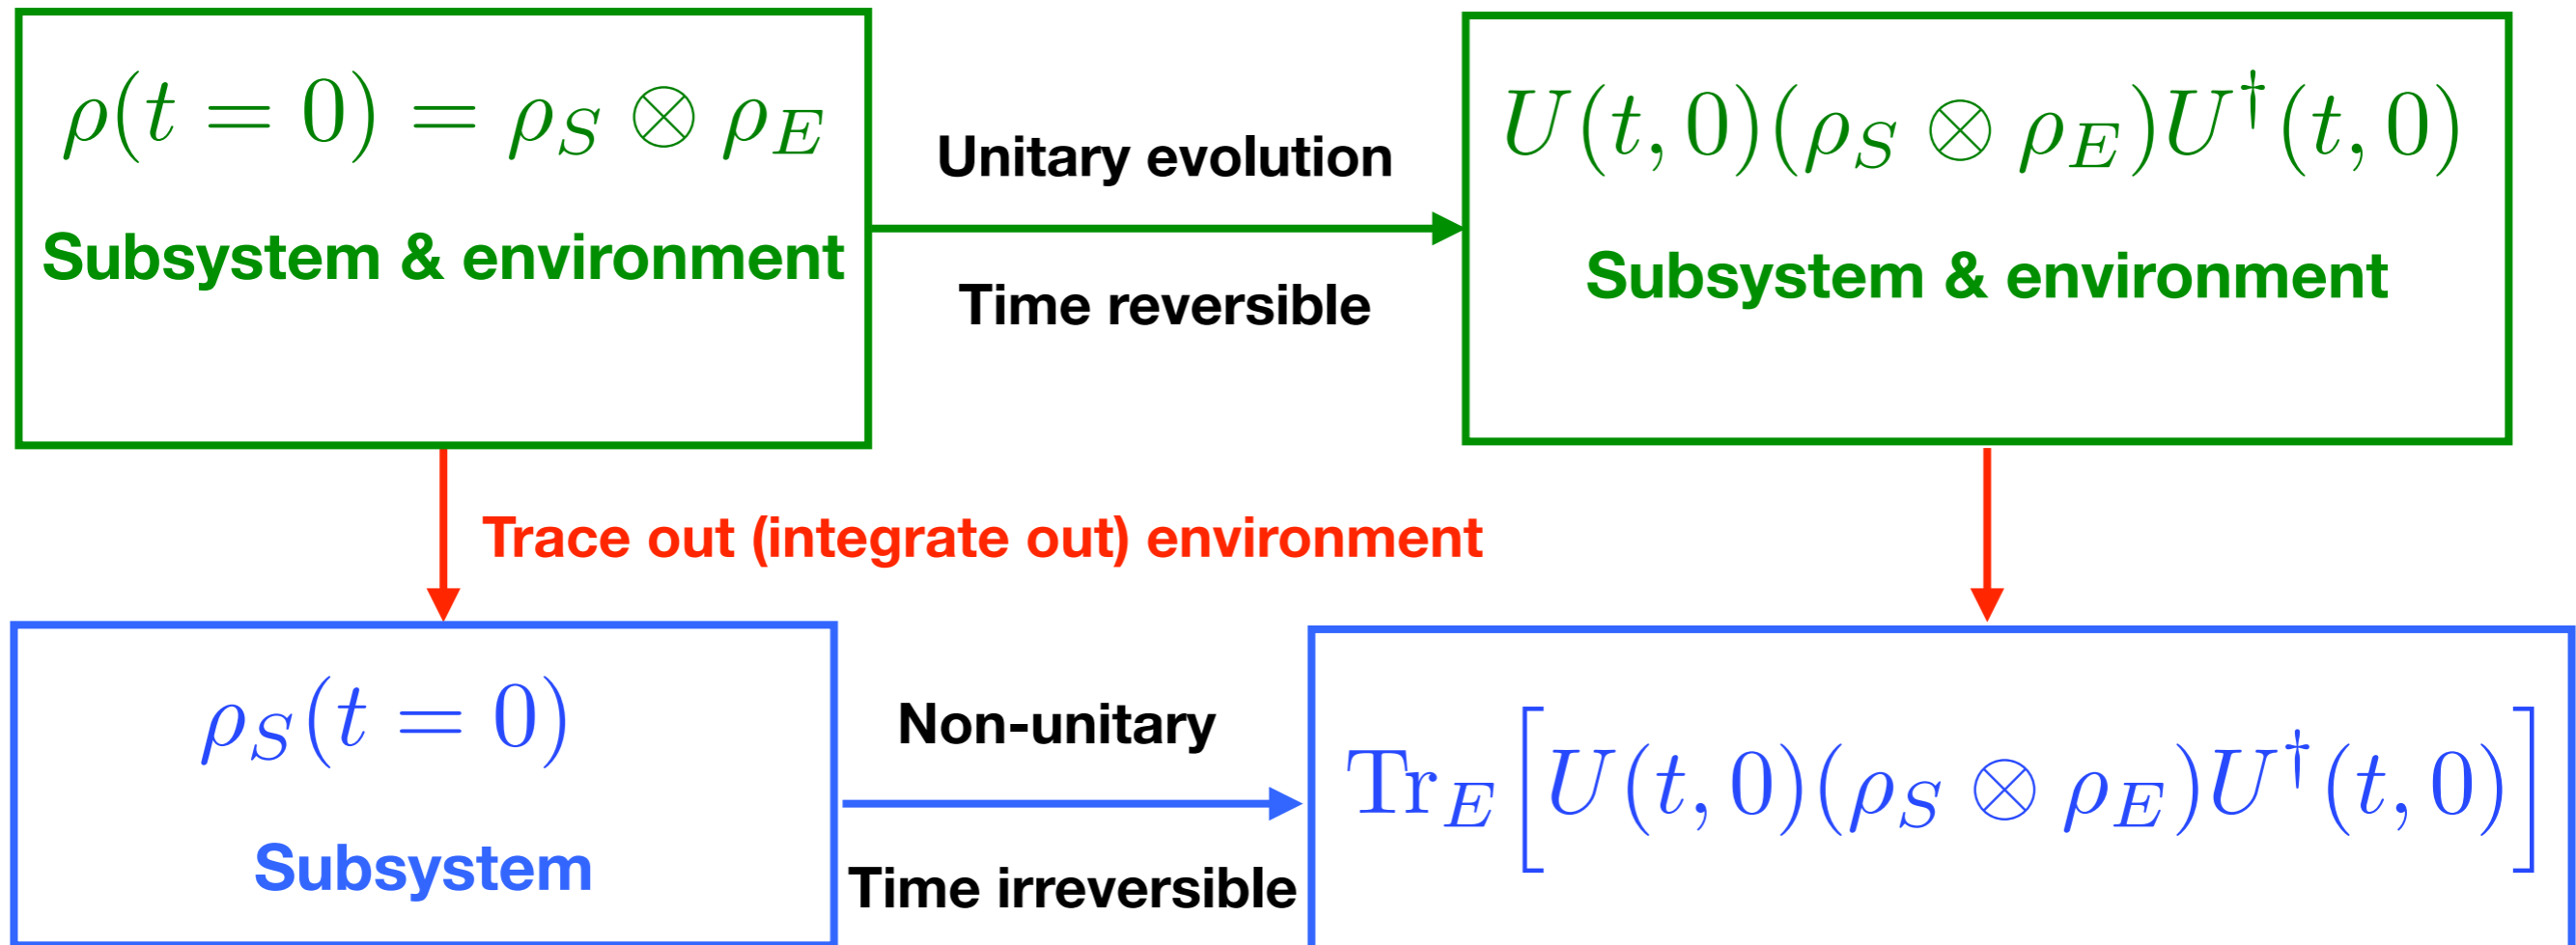 ρ(t = 0) = ρ_S ⊗ ρ_E
Subsystem & environment
Unitary evolution
Time reversible
U(t, 0)(ρ_S ⊗ ρ_E)U^†(t, 0)
Subsystem & environment
Trace out (integrate out) environment
ρ_S(t = 0)
Subsystem
Non-unitary
Time irreversible
Tr_E[U(t, 0)(ρ_S ⊗ ρ_E)U^†(t, 0)]